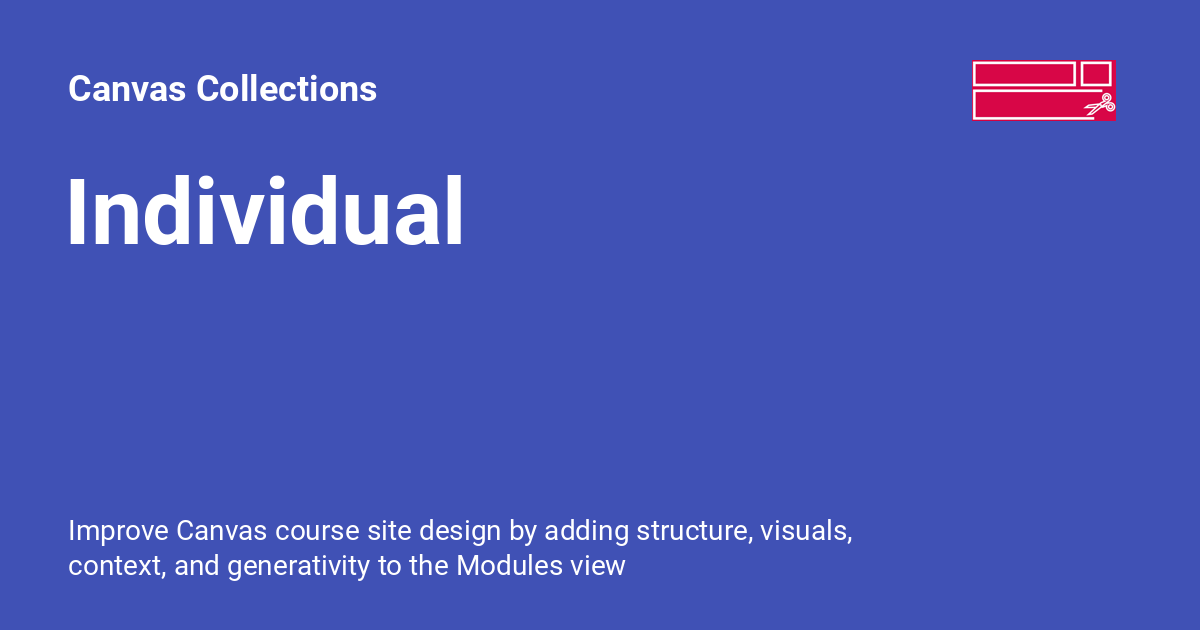 Canvas Collections
Individual
Improve Canvas course site design by adding structure, visuals,
context, and generativity to the Modules view